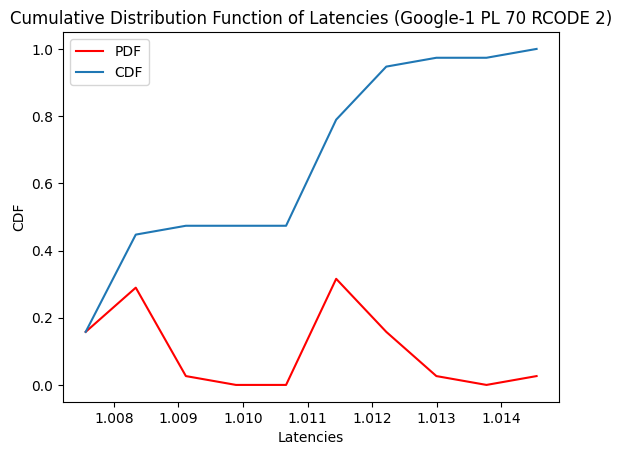 Cumulative Distribution Function of Latencies (Google-1 PL 70 RCODE 2)
PDF
CDF
1.0
0.8
0.6
0.4
0.2
0.0
CDF
1.008 1.009 1.010 1.011 1.012 1.013 1.014
Latencies